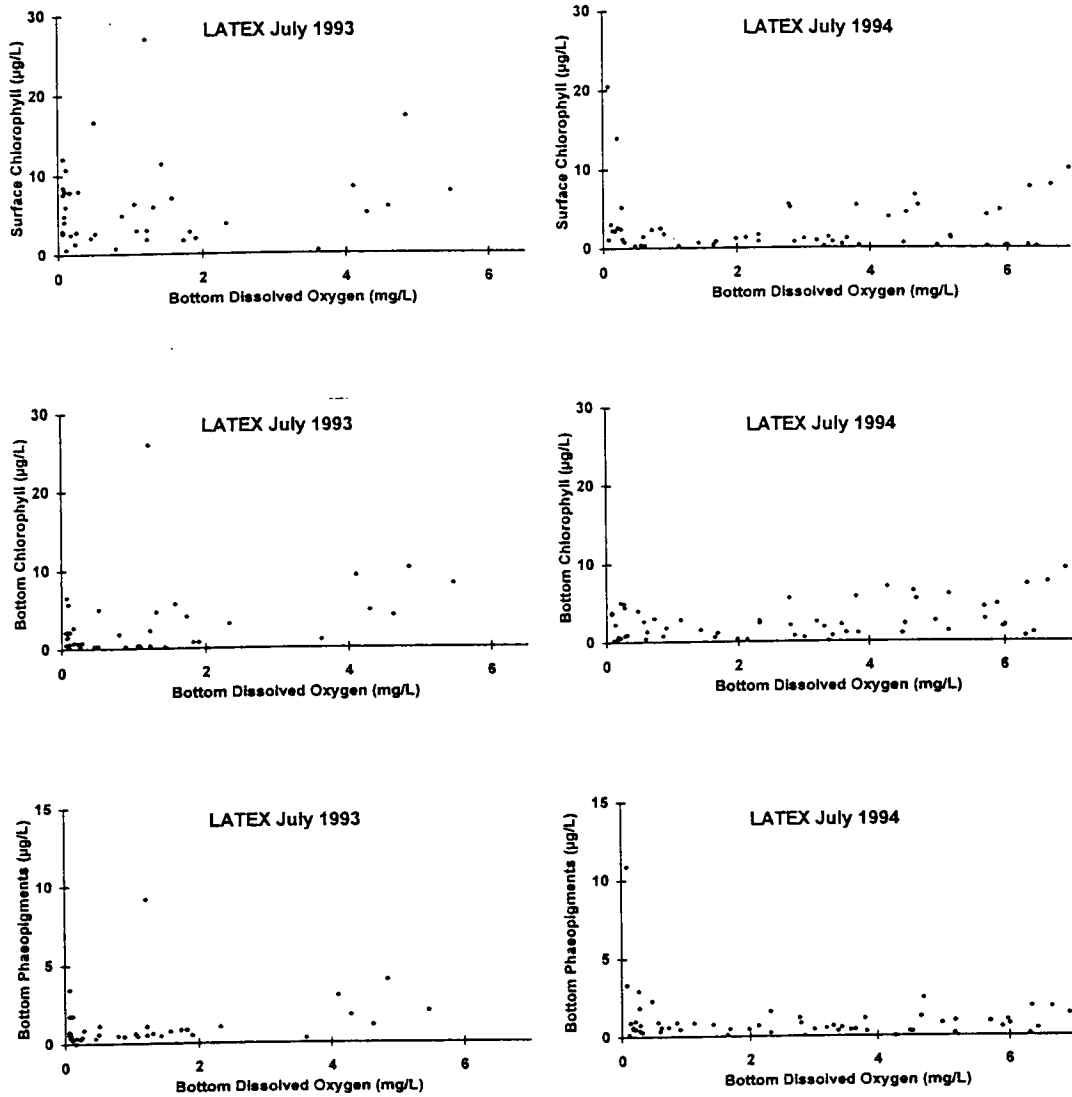 LATEX July 1993
Surface Chlorophyll (µg/L)
30
20
10
0
0 2 4 6
Bottom Dissolved Oxygen (mg/L)
LATEX July 1994
Surface Chlorophyll (µg/L)
30
20
10
0
0 2 4 6
Bottom Dissolved Oxygen (mg/L)
LATEX July 1993
Bottom Chlorophyll (µg/L)
30
20
10
0
0 2 4 6
Bottom Dissolved Oxygen (mg/L)
LATEX July 1994
Bottom Chlorophyll (µg/L)
30
20
10
0
0 2 4 6
Bottom Dissolved Oxygen (mg/L)
LATEX July 1993
Bottom Phaeopigments (µg/L)
15
10
5
0
0 2 4 6
Bottom Dissolved Oxygen (mg/L)
LATEX July 1994
Bottom Phaeopigments (µg/L)
15
10
5
0
0 2 4 6
Bottom Dissolved Oxygen (mg/L)